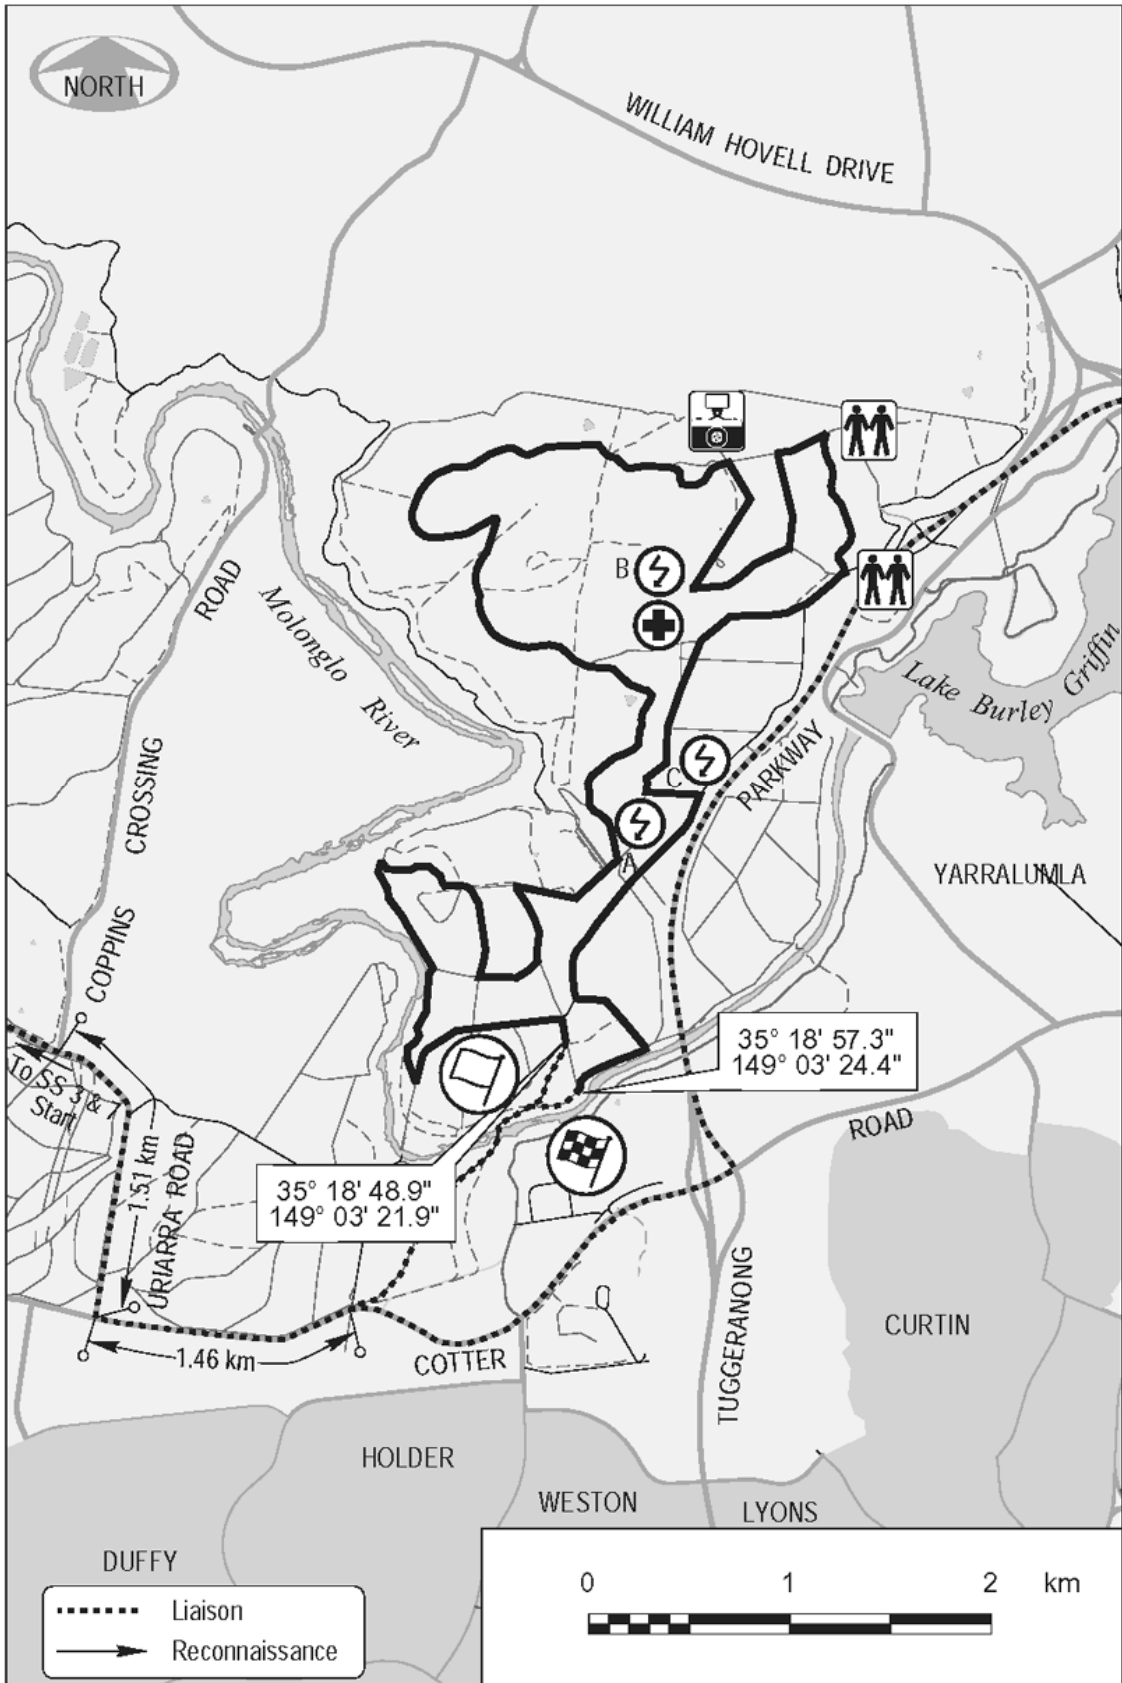 NORTH
WILLIAM HOVELL DRIVE
ROAD
Molonglo
River
B
Lake Burley Griffin
CROSSING
C
PARKWAY
A
YARRALUMLA
COPPINS
35° 18' 57.3"
149° 03' 24.4"
To SS 3 & 7
Start
ROAD
1.51 km
URIARRA ROAD
35° 18' 48.9"
149° 03' 21.9"
TUGGERANONG
CURTIN
1.46 km
COTTER
HOLDER
WESTON
LYONS
DUFFY
0 1 2 km
Liaison
Reconnaissance